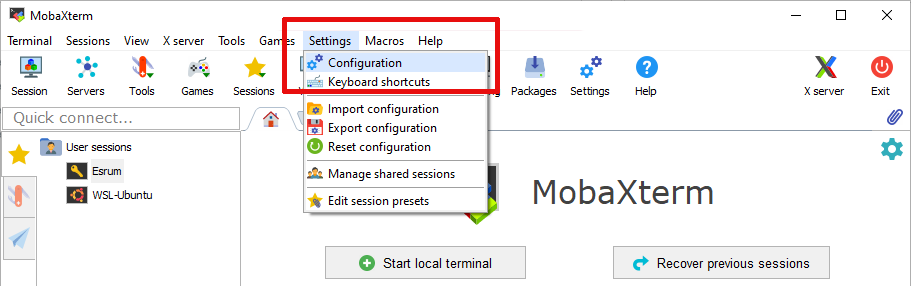 MobaXterm
Terminal Sessions View X server Tools Games Settings Macros Help
Configuration
Keyboard shortcuts
Import configuration
Export configuration
Reset configuration
Manage shared sessions
Edit session presets
Session Servers Tools Games Sessions Packages Settings Help X server Exit
Quick connect...
User sessions
Esrum
WSL-Ubuntu
MobaXterm
Start local terminal
Recover previous sessions